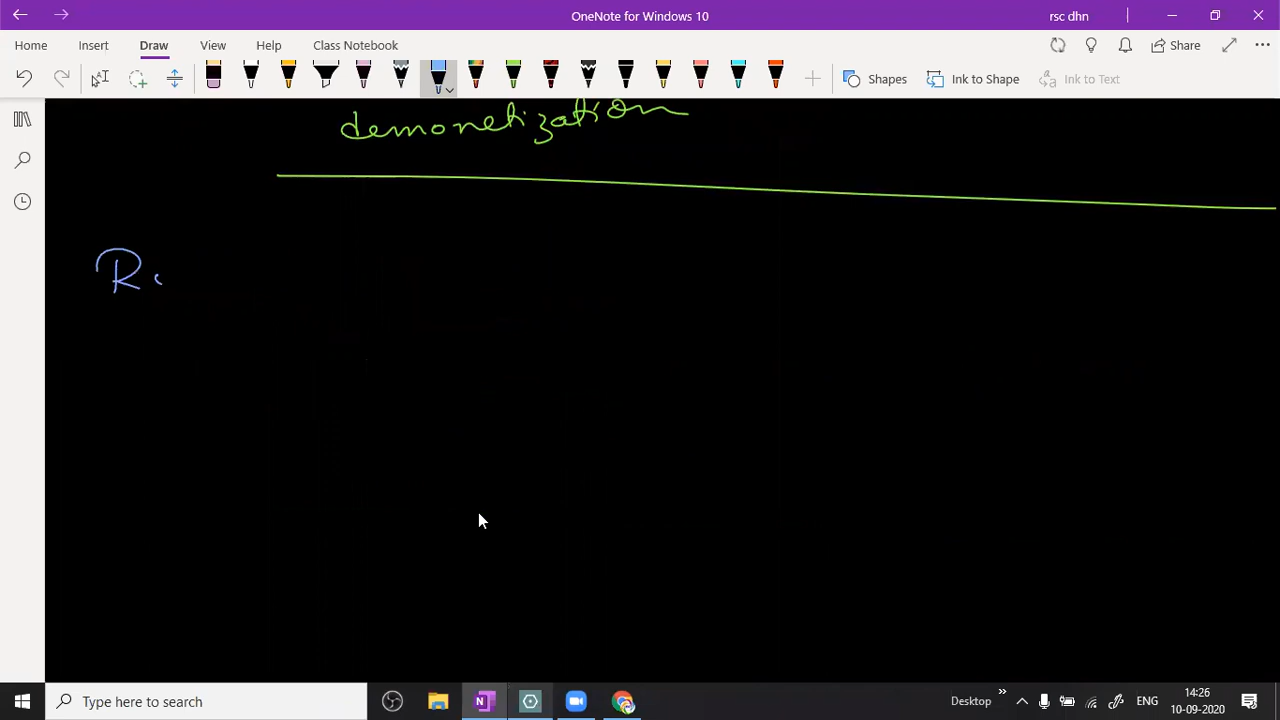 OneNote for Windows 10
rsc dhn
Home Insert Draw View Help Class Notebook
Share
Shapes Ink to Shape Ink to Text
demonetization
R
Type here to search
Desktop
ENG
14:26
10-09-2020